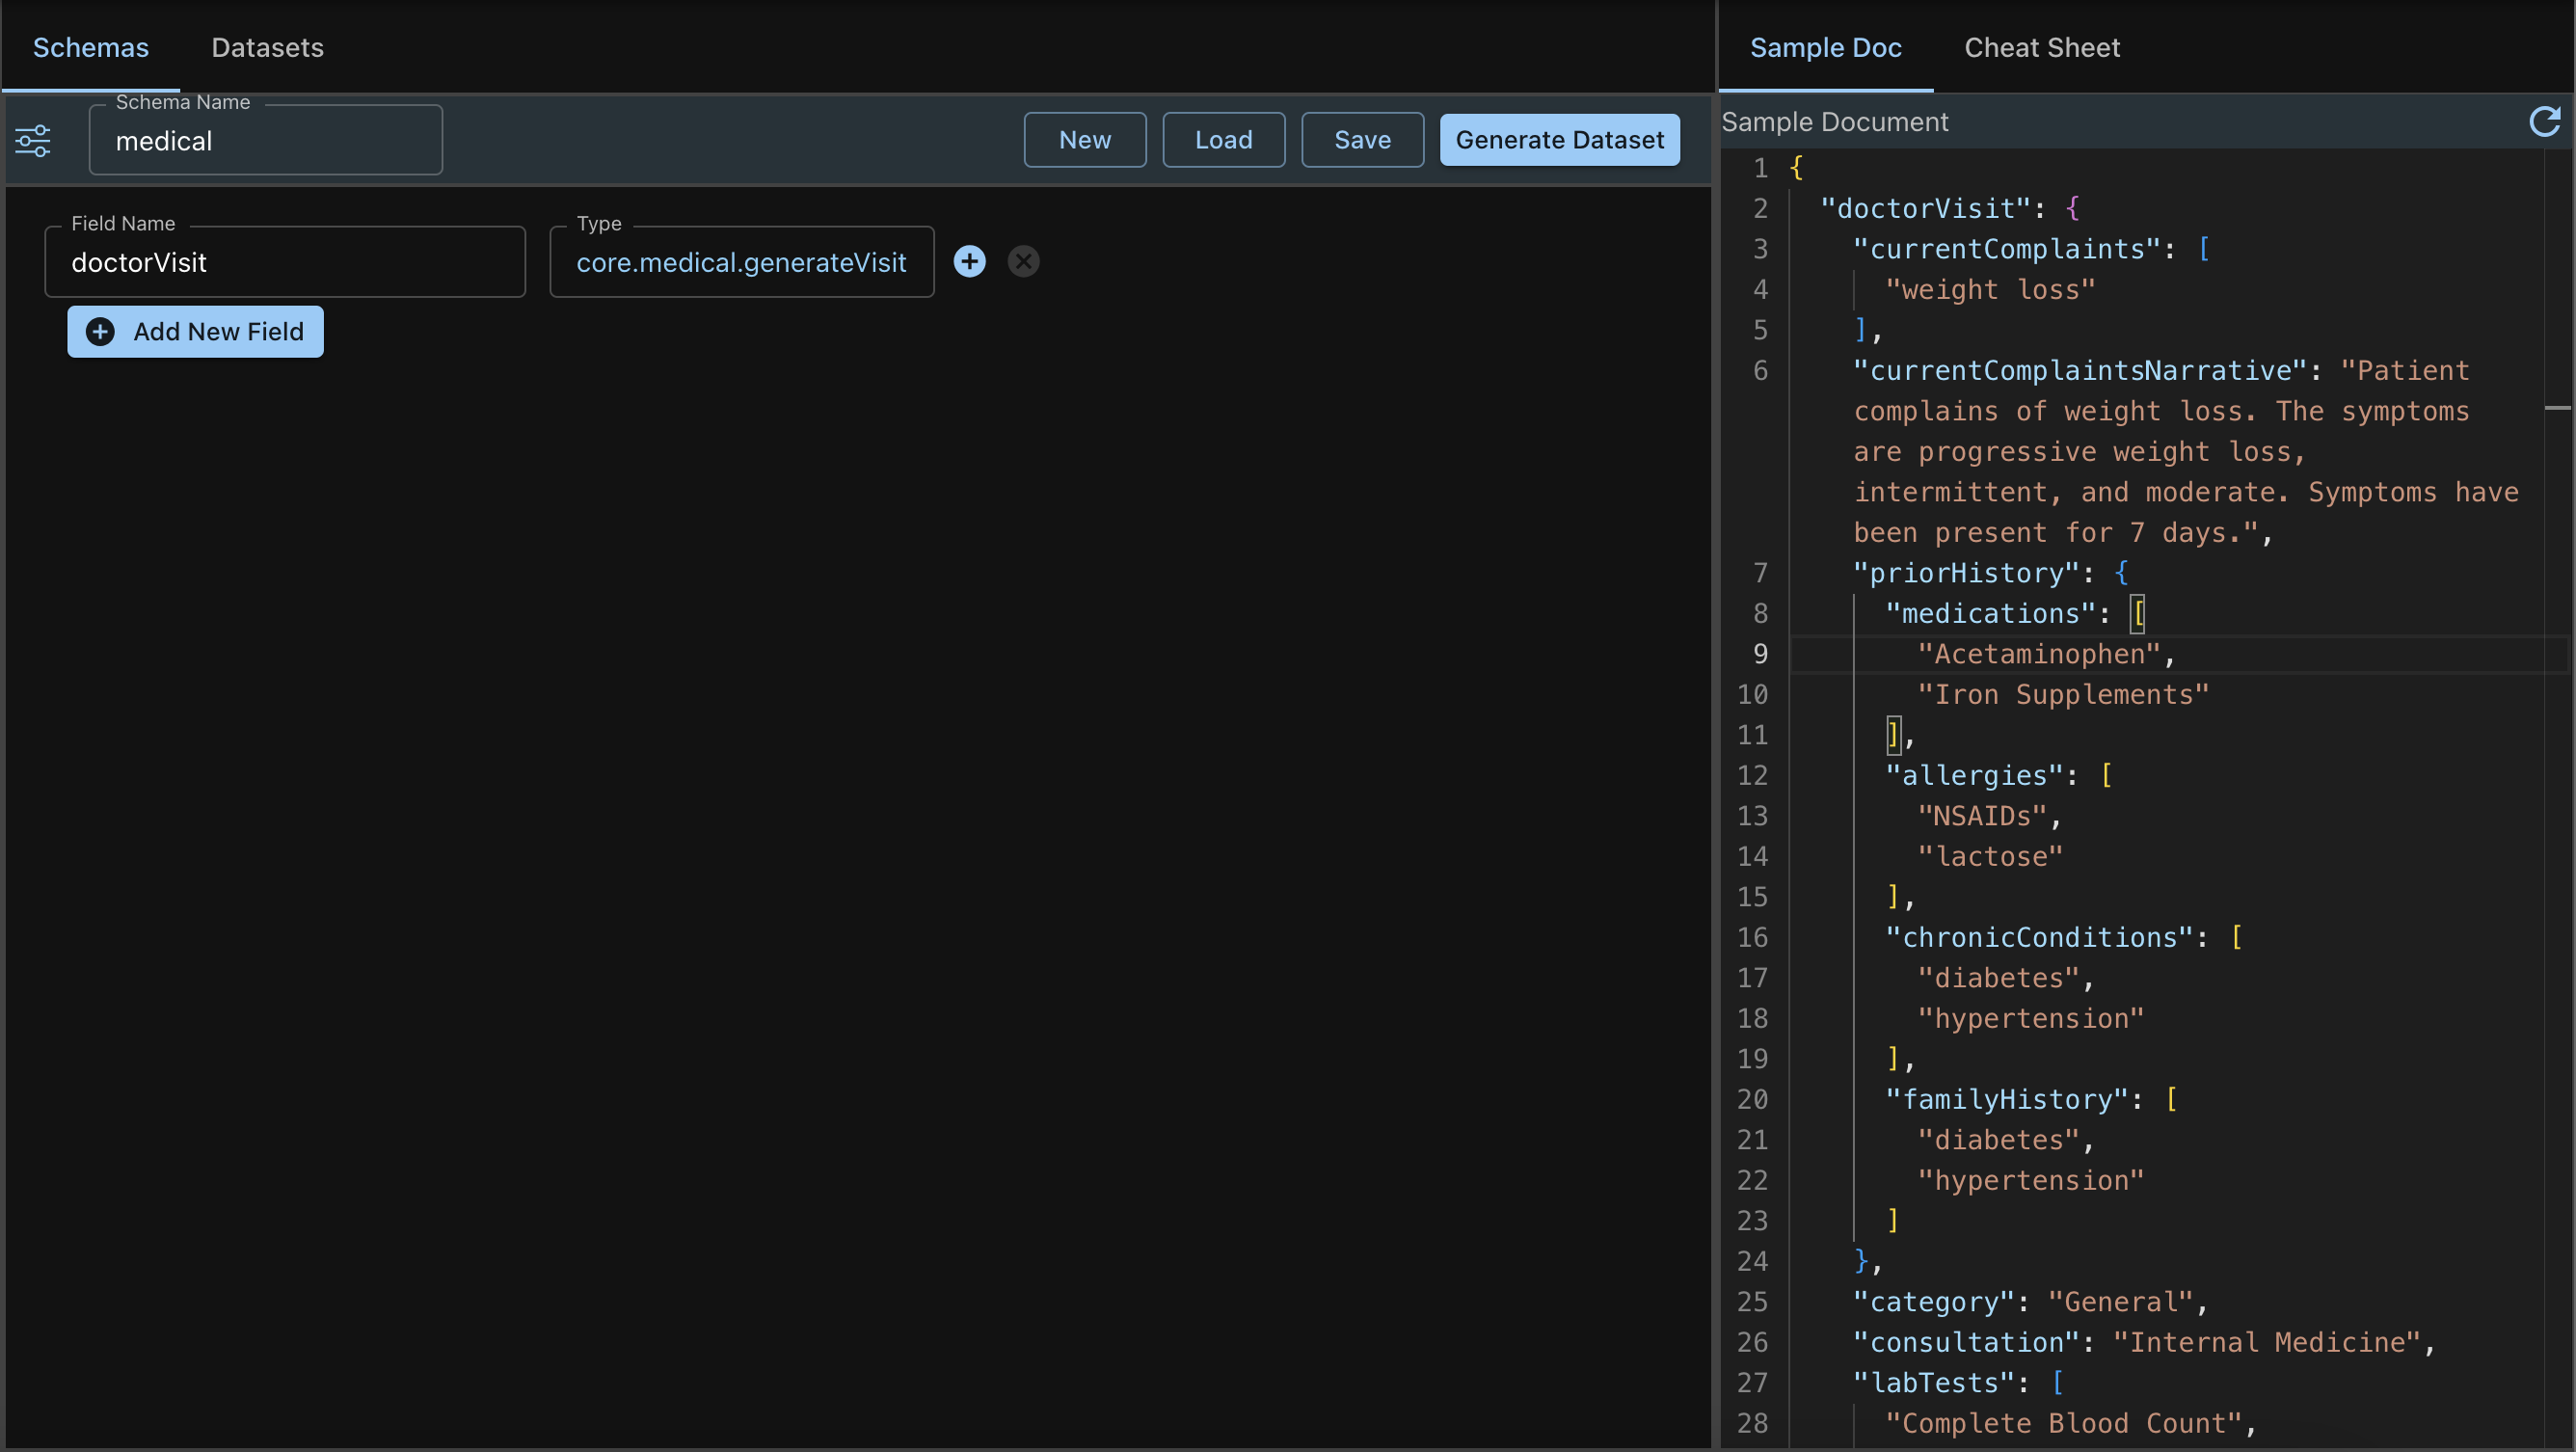 Schemas Datasets
Schema Name
medical
New Load Save Generate Dataset
Field Name
doctorVisit
Type
core.medical.generateVisit
Add New Field
Sample Doc Cheat Sheet
Sample Document
1 {
2 "doctorVisit": {
3 "currentComplaints": [
4 "weight loss"
5 ],
6 "currentComplaintsNarrative": "Patient
complains of weight loss. The symptoms
are progressive weight loss,
intermittent, and moderate. Symptoms have
been present for 7 days.",
7 "priorHistory": {
8 "medications": [
9 "Acetaminophen",
10 "Iron Supplements"
11 ],
12 "allergies": [
13 "NSAIDs",
14 "lactose"
15 ],
16 "chronicConditions": [
17 "diabetes",
18 "hypertension"
19 ],
20 "familyHistory": [
21 "diabetes",
22 "hypertension"
23 ]
24 },
25 "category": "General",
26 "consultation": "Internal Medicine",
27 "labTests": [
28 "Complete Blood Count",